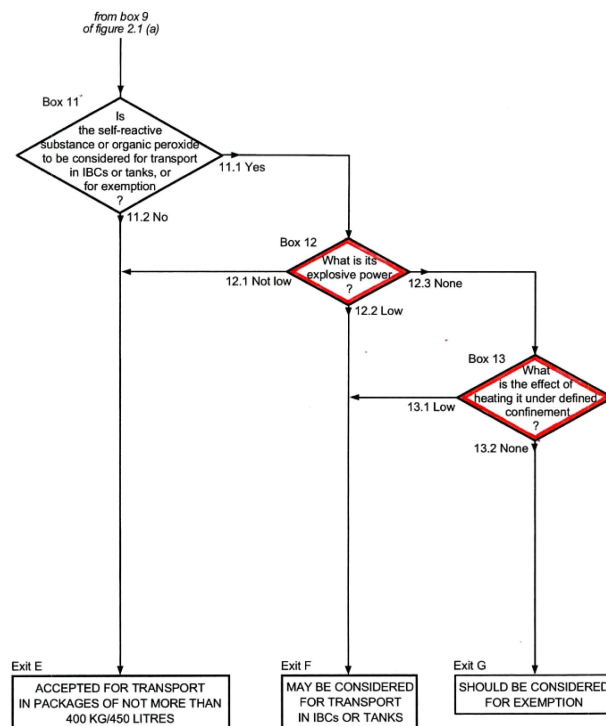 from box 9
of figure 2.1 (a)
Box 11
Is
the self-reactive
substance or organic peroxide
to be considered for transport
in IBCs or tanks, or
for exemption
?
11.1 Yes
11.2 No
Box 12
What is its
explosive power
?
12.1 Not low
12.3 None
12.2 Low
Box 13
What
is the effect of
heating it under defined
confinement
?
13.1 Low
13.2 None
Exit E
ACCEPTED FOR TRANSPORT
IN PACKAGES OF NOT MORE THAN
400 KG/450 LITRES
Exit F
MAY BE CONSIDERED
FOR TRANSPORT
IN IBCs OR TANKS
Exit G
SHOULD BE CONSIDERED
FOR EXEMPTION